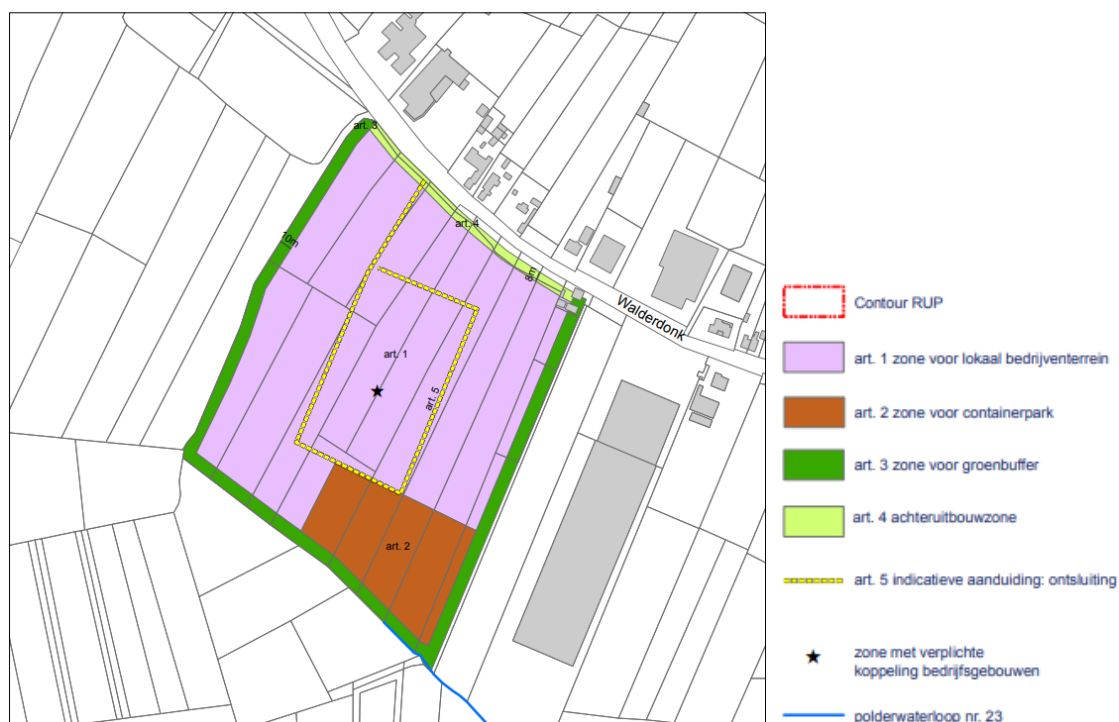 art. 3
art. 4
10m
8m
Walderdonk
art. 1
art. 5
art. 2
Contour RUP
art. 1 zone voor lokaal bedrijventerrein
art. 2 zone voor containerpark
art. 3 zone voor groenbuffer
art. 4 achteruitbouwzone
art. 5 indicatieve aanduiding: ontsluiting
zone met verplichte
koppeling bedrijfsgebouwen
polderwaterloop nr. 23